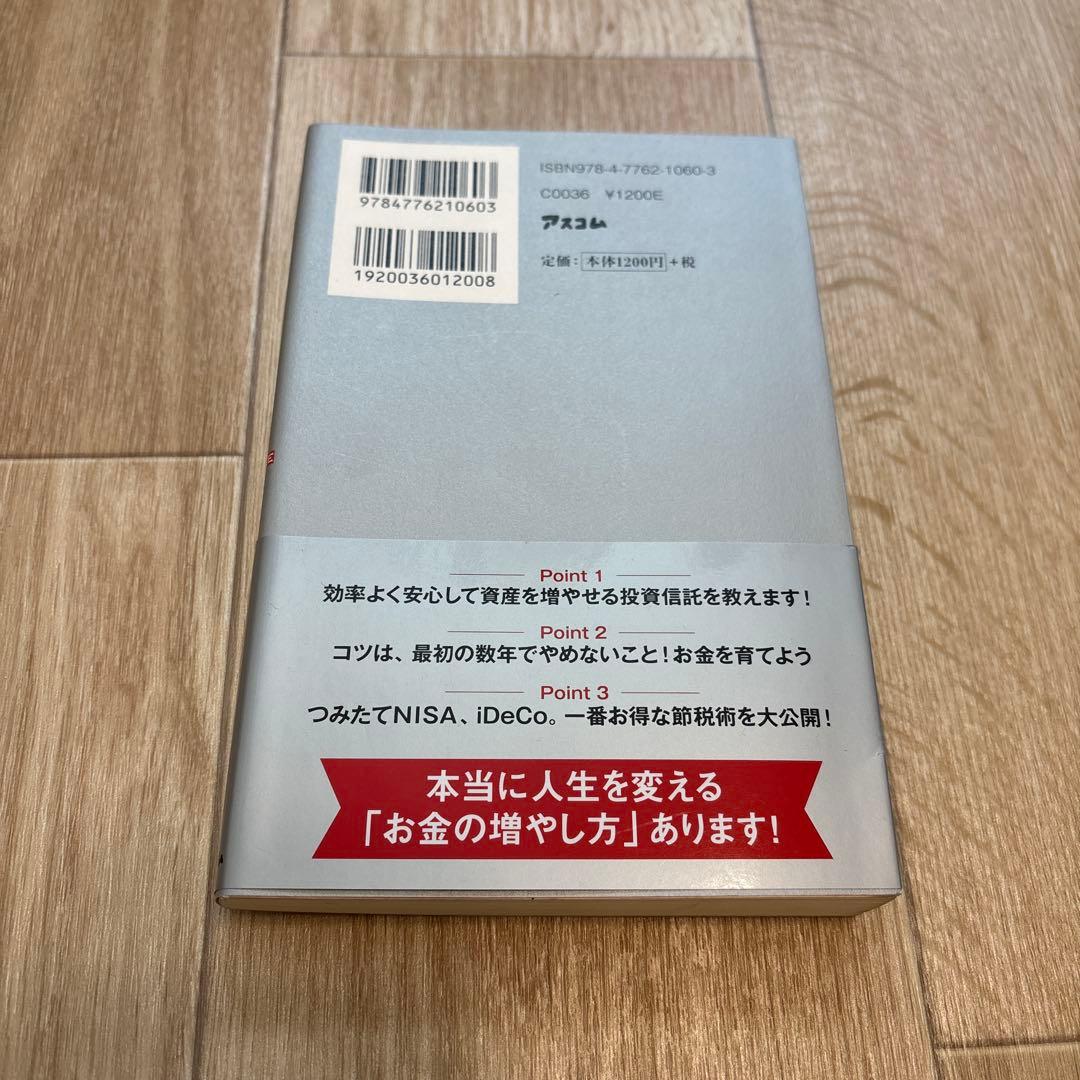 9784776210603
1920036012008
ISBN978-4-7762-1060-3
C0036 ¥1200E
アスコム
定価：本体1200円+税
Point 1
効率よく安心して資産を増やせる投資信託を教えます！
Point 2
コツは、最初の数年でやめないこと！お金を育てよう
Point 3
つみたてNISA、iDeCo。一番お得な節税術を大公開！
本当に人生を変える
「お金の増やし方」あります！